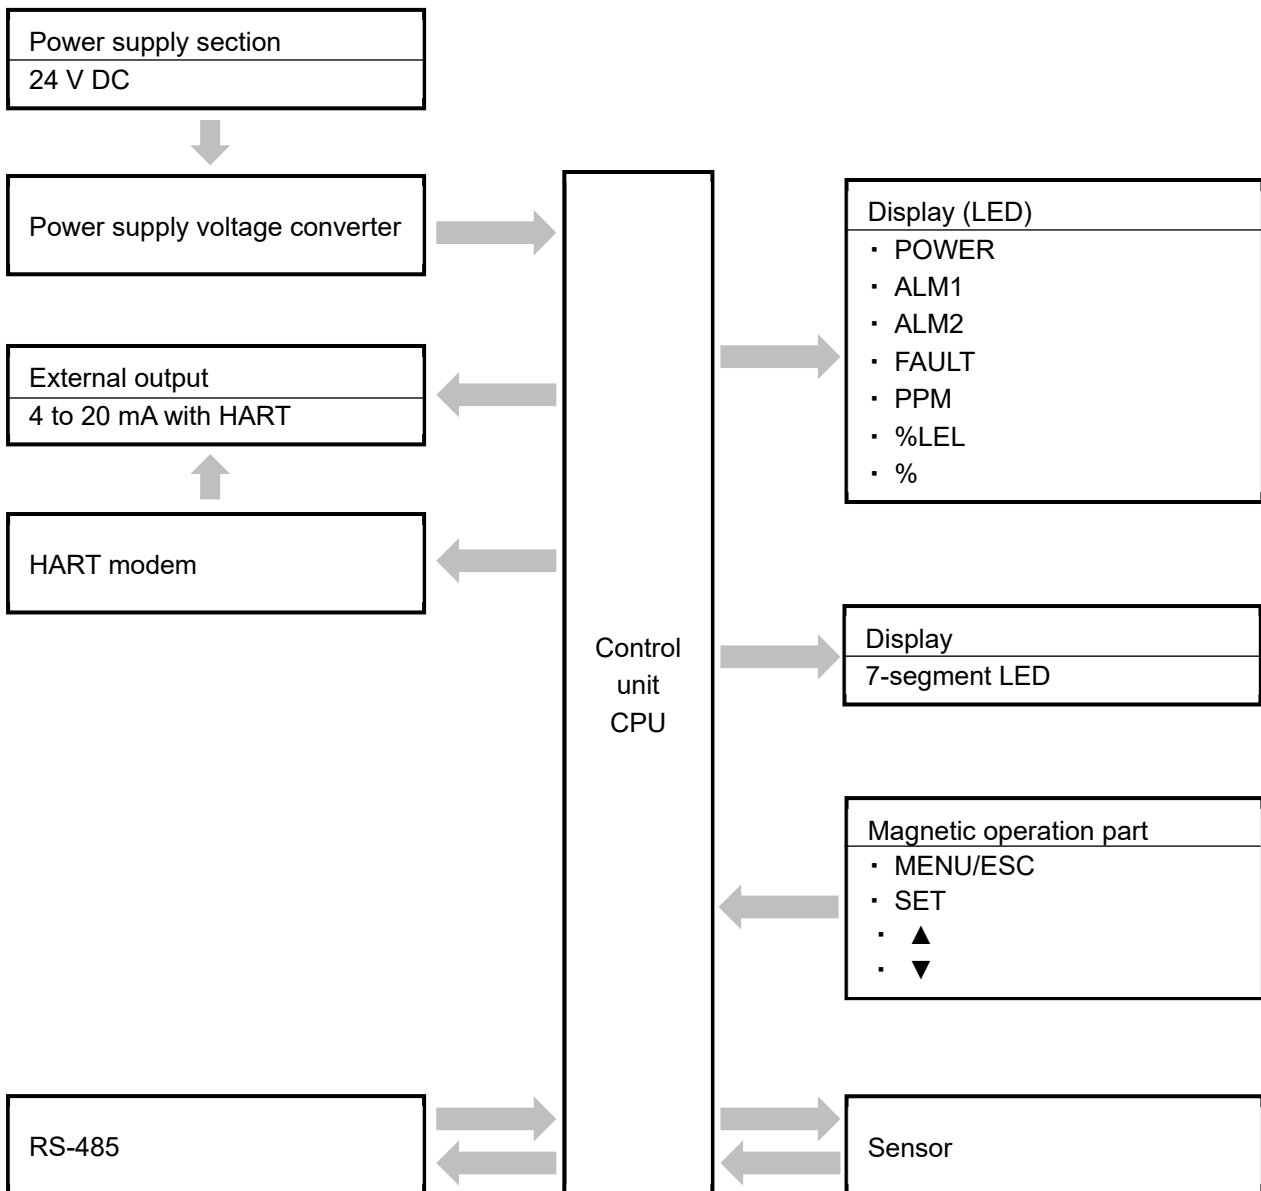 Power supply section
24 V DC
Power supply voltage converter
External output
4 to 20 mA with HART
HART modem
Control
unit
CPU
Display (LED)
・ POWER
・ ALM1
・ ALM2
・ FAULT
・ PPM
・ %LEL
・ %
Display
7-segment LED
Magnetic operation part
・ MENU/ESC
・ SET
・ ▲
・ ▼
RS-485
Sensor